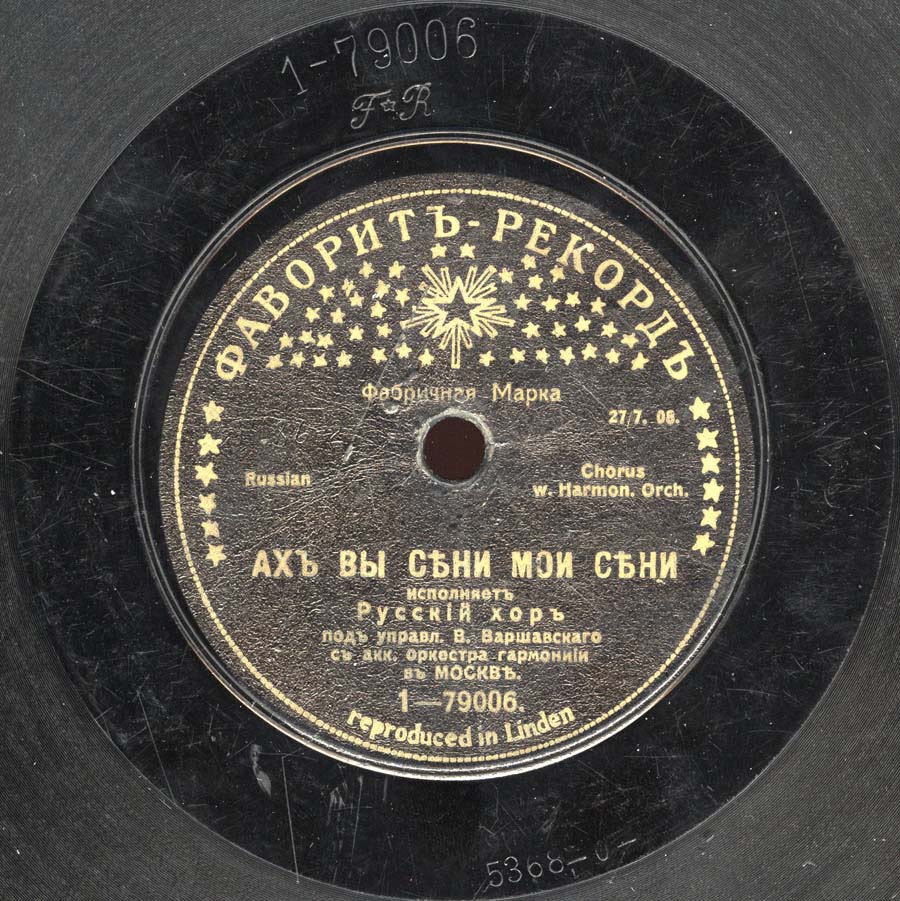 1-79006
F☆R
ФАВОРИТЪ-РЕКОРДЪ
Фабричная Марка
27/7. 08.
Russian
Chorus
w. Harmon. Orch.
АХЪ ВЫ СѢНИ МОИ СѢНИ
исполняетъ
Русскій хоръ
подъ управл. В. Варшавскаго
съ акк. оркестра гармоній
въ МОСКВѢ.
1—79006.
reproduced in Linden
5368-0-